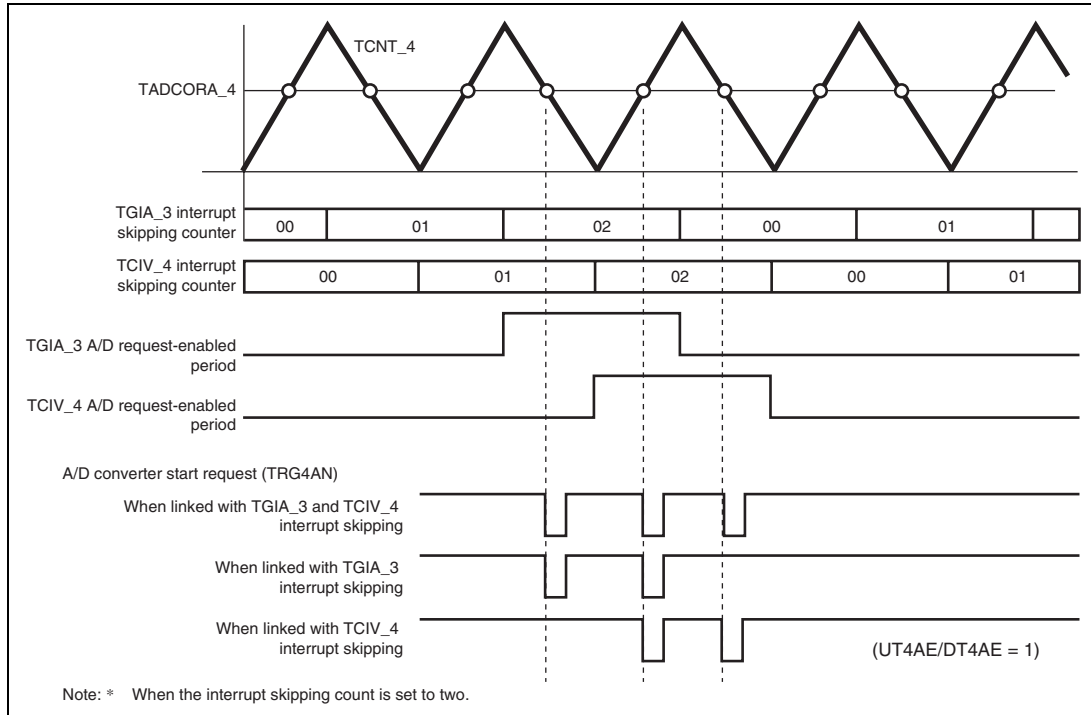 TCNT_4
TADCORA_4
TGIA_3 interrupt
skipping counter
00 01 02 00 01
TCIV_4 interrupt
skipping counter
00 01 02 00 01
TGIA_3 A/D request-enabled
period
TCIV_4 A/D request-enabled
period
A/D converter start request (TRG4AN)
When linked with TGIA_3 and TCIV_4
interrupt skipping
When linked with TGIA_3
interrupt skipping
When linked with TCIV_4
interrupt skipping
(UT4AE/DT4AE = 1)
Note: * When the interrupt skipping count is set to two.